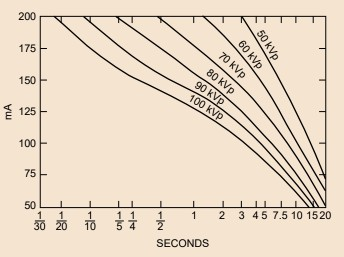 200
175
150
125
100
75
50
mA
50 kVp
60 kVp
70 kVp
80 kVp
90 kVp
100 kVp
1/30 1/20 1/10 1/5 1/4 1/2 1 2 3 4 5 7.5 10 15 20
SECONDS